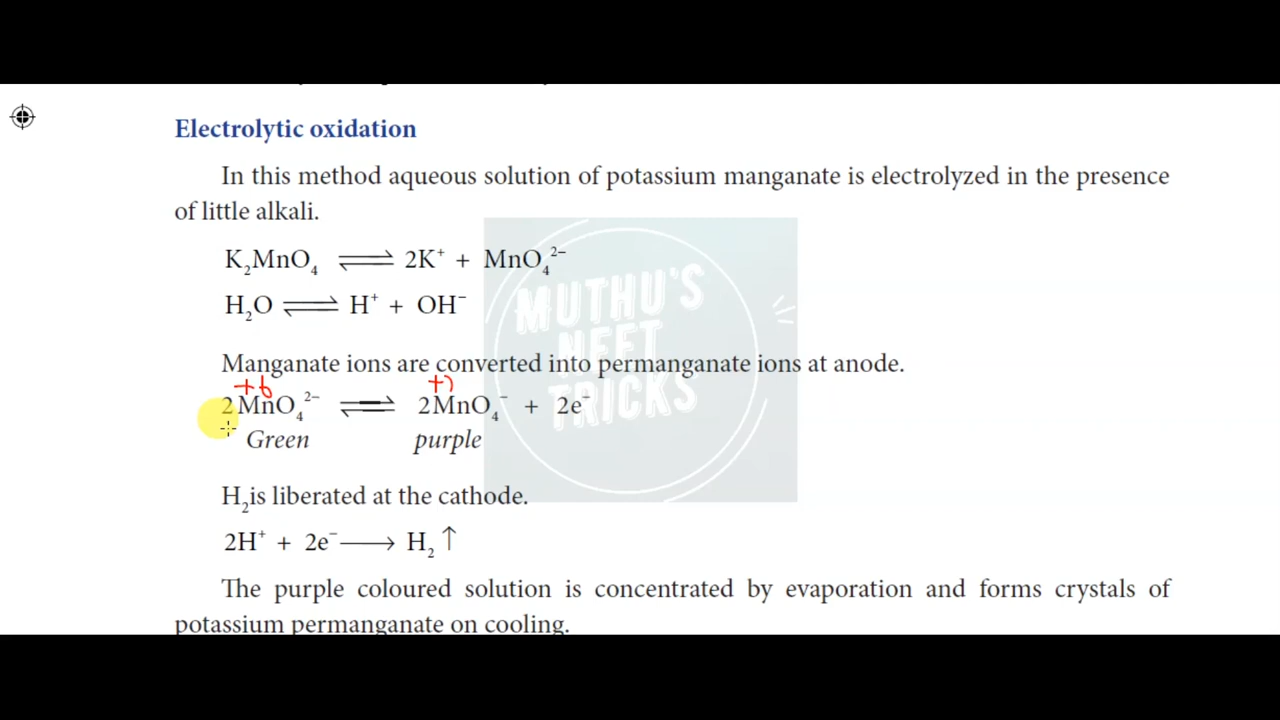 Electrolytic oxidation
In this method aqueous solution of potassium manganate is electrolyzed in the presence
of little alkali.
K₂MnO₄ ⇌ 2K⁺ + MnO₄²⁻
H₂O ⇌ H⁺ + OH⁻
MUTHU'S
NEET
TRICKS
Manganate ions are converted into permanganate ions at anode.
+6 +7
2MnO₄²⁻ ⇌ 2MnO₄⁻ + 2e⁻
Green purple
H₂is liberated at the cathode.
2H⁺ + 2e⁻ ⟶ H₂ ↑
The purple coloured solution is concentrated by evaporation and forms crystals of
potassium permanganate on cooling.